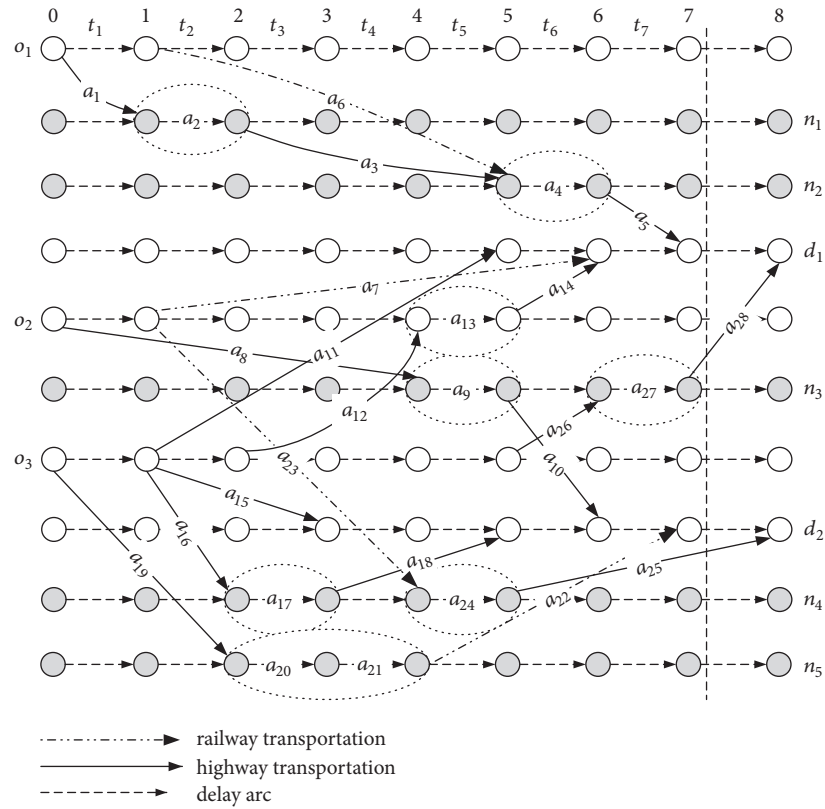 0 1 2 3 4 5 6 7 8
t1 t2 t3 t4 t5 t6 t7
o1
a1
a6
a2
n1
a3
a4
n2
a5
d1
a7
a14
o2
a13
a28
a8
a11
a9
a27
n3
a12
a26
o3
a23
a10
a15
a16
d2
a19
a18
a25
a17
a24
a22
n4
a20
a21
n5
railway transportation
highway transportation
delay arc